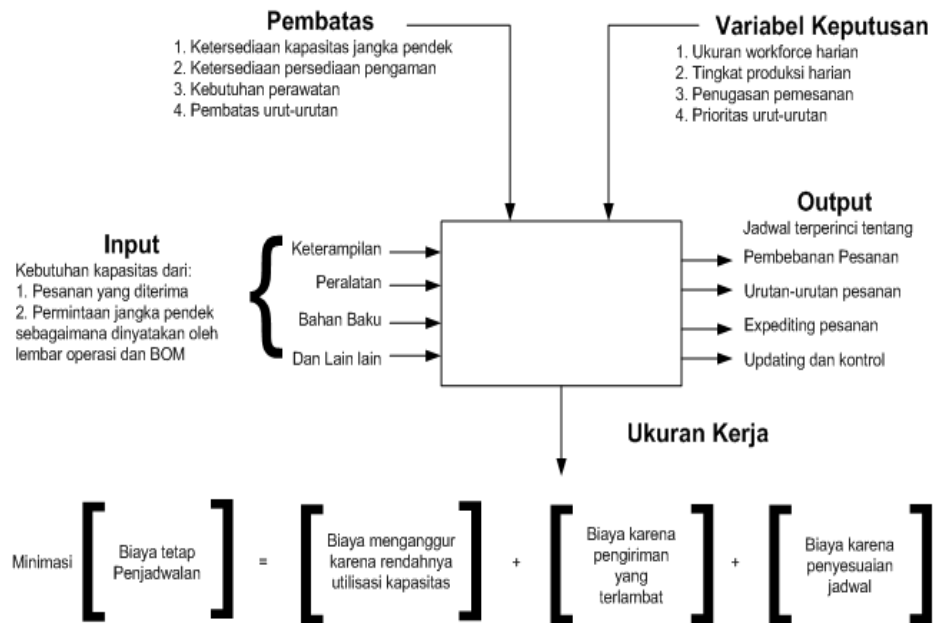 Pembatas
1. Ketersediaan kapasitas jangka pendek
2. Ketersediaan persediaan pengaman
3. Kebutuhan perawatan
4. Pembatas urut-urutan
Variabel Keputusan
1. Ukuran workforce harian
2. Tingkat produksi harian
3. Penugasan pemesanan
4. Prioritas urut-urutan
Input
Kebutuhan kapasitas dari:
1. Pesanan yang diterima
2. Permintaan jangka pendek
sebagaimana dinyatakan oleh
lembar operasi dan BOM
Keterampilan
Peralatan
Bahan Baku
Dan Lain lain
Output
Jadwal terperinci tentang
Pembebanan Pesanan
Urutan-urutan pesanan
Expediting pesanan
Updating dan kontrol
Ukuran Kerja
Minimasi
Biaya tetap
Penjadwalan
=
Biaya menganggur
karena rendahnya
utilisasi kapasitas
+
Biaya karena
pengiriman
yang
terlambat
+
Biaya karena
penyesuaian
jadwal